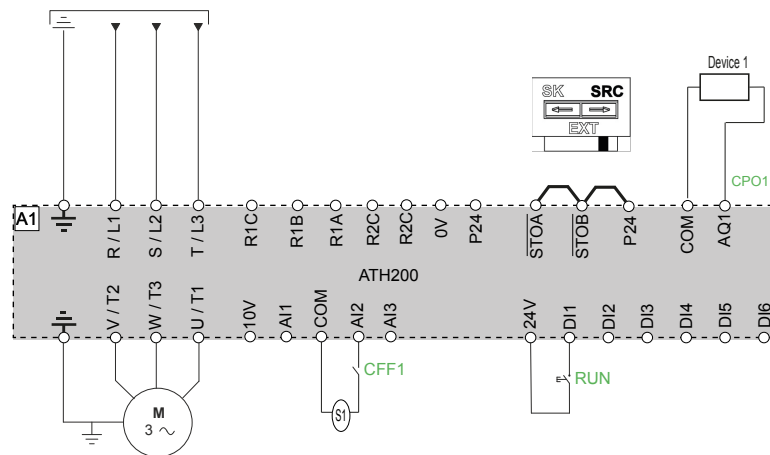 Device 1
SK SRC
EXT
CPO1
A1
R / L1
S / L2
T / L3
R1C
R1B
R1A
R2C
R2C
0V
P24
STOA
STOB
P24
COM
AQ1
ATH200
V / T2
W / T3
U / T1
10V
AI1
COM
AI2
AI3
24V
DI1
DI2
DI3
DI4
DI5
DI6
CFF1
RUN
S1
M
3 ~